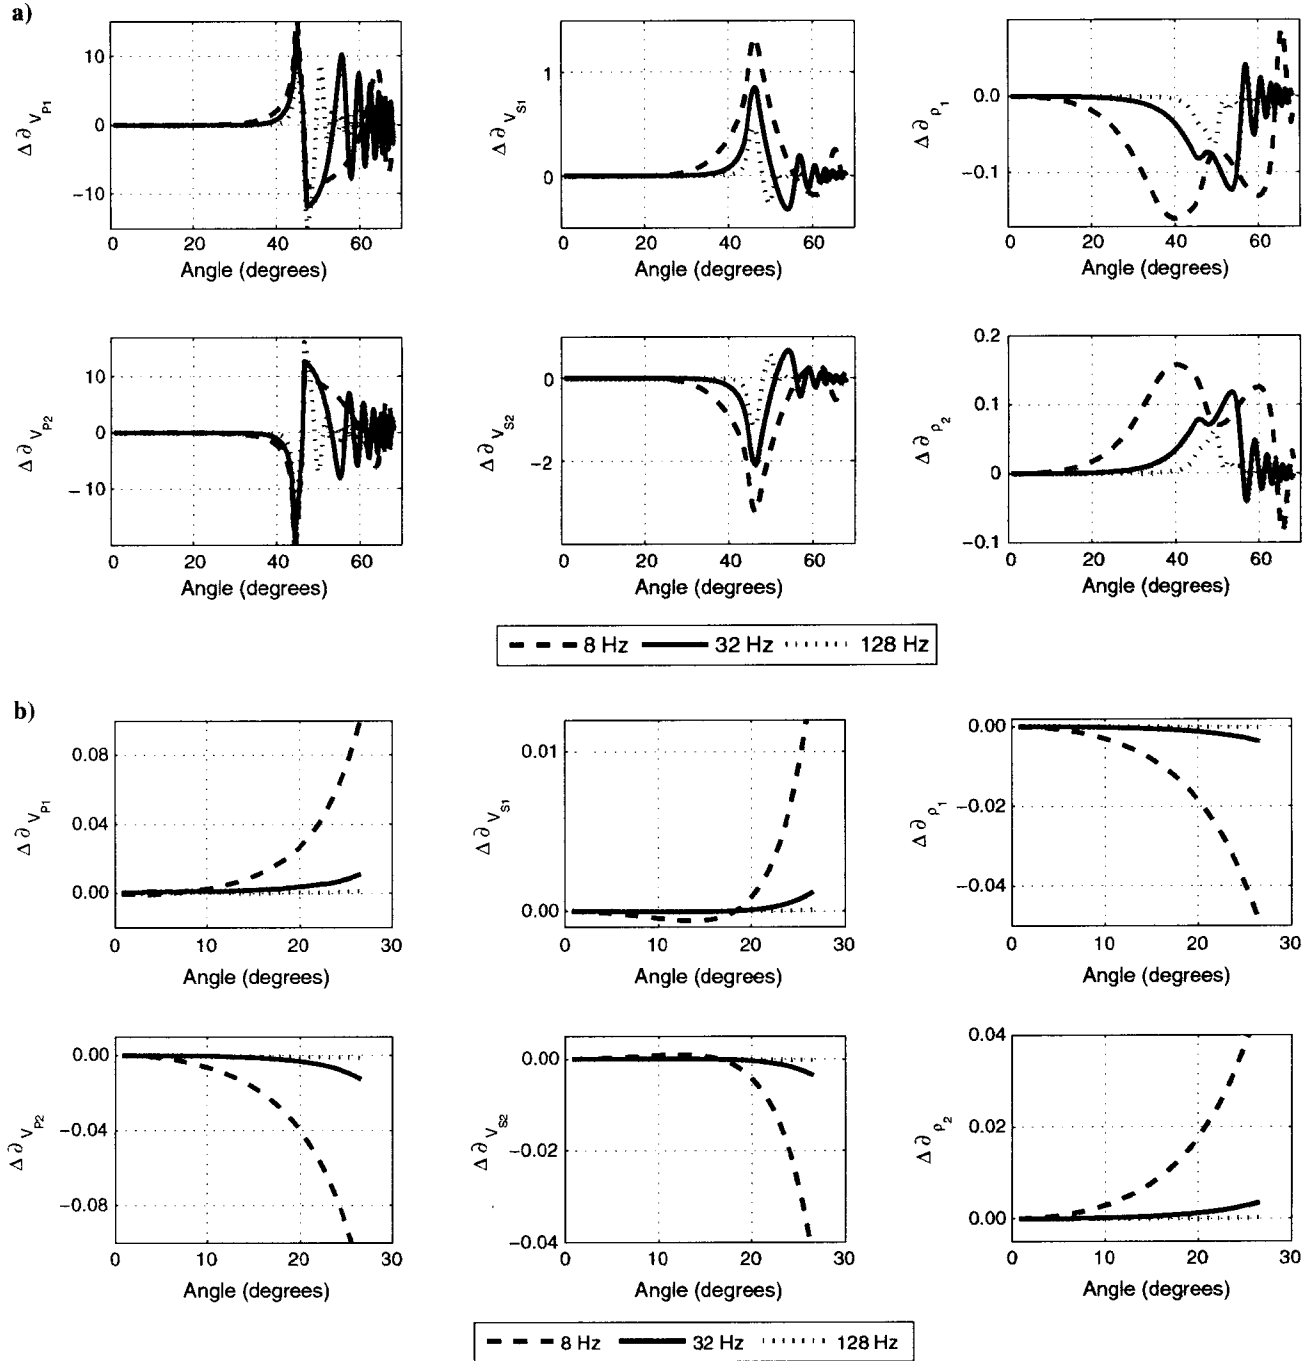 a)
10
0
−10
0 20 40 60
Angle (degrees)
Δ ∂ V_P1
1
0
0 20 40 60
Angle (degrees)
Δ ∂ V_S1
0.0
−0.1
0 20 40 60
Angle (degrees)
Δ ∂ ρ_1
10
0
−10
0 20 40 60
Angle (degrees)
Δ ∂ V_P2
0
−2
−4
0 20 40 60
Angle (degrees)
Δ ∂ V_S2
0.2
0.1
0
−0.1
0 20 40 60
Angle (degrees)
Δ ∂ ρ_2
8 Hz 32 Hz 128 Hz
b)
0.08
0.04
0.00
0 10 20 30
Angle (degrees)
Δ ∂ V_P1
0.01
0.00
0 10 20 30
Angle (degrees)
Δ ∂ V_S1
0.00
−0.02
−0.04
0 10 20 30
Angle (degrees)
Δ ∂ ρ_1
0.00
−0.04
−0.08
0 10 20 30
Angle (degrees)
Δ ∂ V_P2
0.00
−0.02
−0.04
0 10 20 30
Angle (degrees)
Δ ∂ V_S2
0.04
0.02
0.00
0 10 20 30
Angle (degrees)
Δ ∂ ρ_2
8 Hz 32 Hz 128 Hz